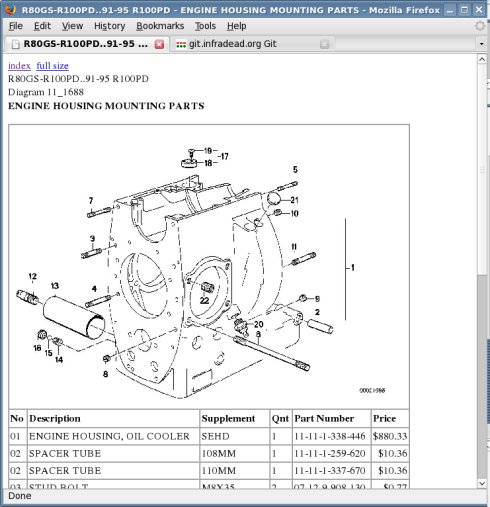 R80GS-R100PD..91-95 R100PD - ENGINE HOUSING MOUNTING PARTS - Mozilla Firefox
File Edit View History Bookmarks Tools Help
R80GS-R100PD..91-95 ... git.infradead.org Git
index full size
R80GS-R100PD..91-95 R100PD
Diagram 11_1688
ENGINE HOUSING MOUNTING PARTS
19
18 17
5
7 21
10
3 11
1
12 13 4
22 9
2
20
16 15 14 6
8
No Description Supplement Qnt Part Number Price
01 ENGINE HOUSING, OIL COOLER SEHD 1 11-11-1-338-446 $880.33
02 SPACER TUBE 108MM 1 11-11-1-259-620 $10.36
02 SPACER TUBE 110MM 1 11-11-1-337-670 $10.36
03 STUD BOLT M8X35 2 07-12-9-908-130 $0.77
Done